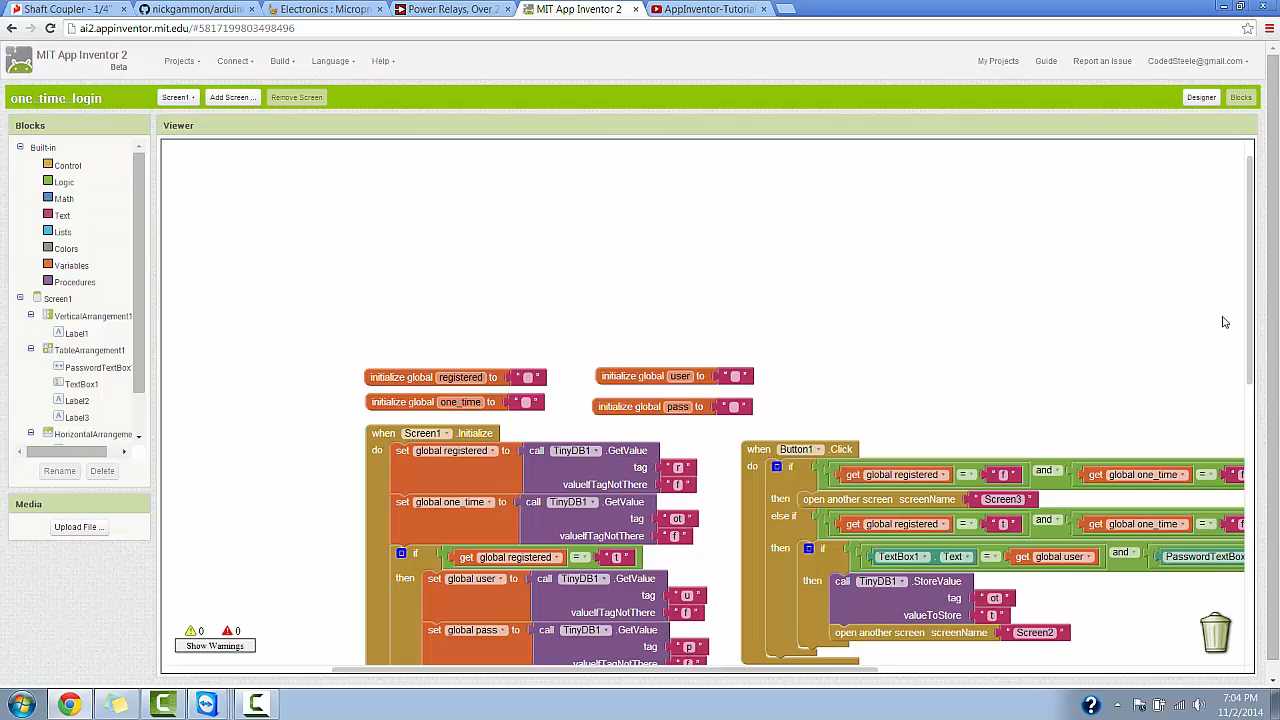 Shaft Coupler - 1/4"
nickgammon/arduin
Electronics : Micropr
Power Relays, Over 2
MIT App Inventor 2
AppInventor-Tutorial
ai2.appinventor.mit.edu/#5817199803498496
MIT App Inventor 2
Beta
Projects
Connect
Build
Language
Help
My Projects
Guide
Report an Issue
CodedSteele@gmail.com
one_time_login
Screen1
Add Screen ...
Remove Screen
Designer
Blocks
Blocks
Viewer
Built-in
Control
Logic
Math
Text
Lists
Colors
Variables
Procedures
Screen1
VerticalArrangement1
Label1
TableArrangement1
PasswordTextBox
TextBox1
Label2
Label3
HorizontalArrangeme
Rename
Delete
Media
Upload File ...
initialize global registered to " "
initialize global user to " "
initialize global one_time to " "
initialize global pass to " "
when Screen1 .Initialize
do set global registered to call TinyDB1 .GetValue
tag " r "
valueIfTagNotThere " f "
set global one_time to call TinyDB1 .GetValue
tag " ot "
valueIfTagNotThere " f "
if get global registered = " t "
then set global user to call TinyDB1 .GetValue
tag " u "
valueIfTagNotThere " f "
set global pass to call TinyDB1 .GetValue
tag " p "
valueIfTagNotThere
when Button1 .Click
do if get global registered = " f " and get global one_time = " f
then open another screen screenName " Screen3 "
else if get global registered = " t " and get global one_time = " f
then if TextBox1 . Text = get global user and PasswordTextBox
then call TinyDB1 .StoreValue
tag " ot "
valueToStore " t "
open another screen screenName " Screen2 "
0 0
Show Warnings
7:04 PM
11/2/2014